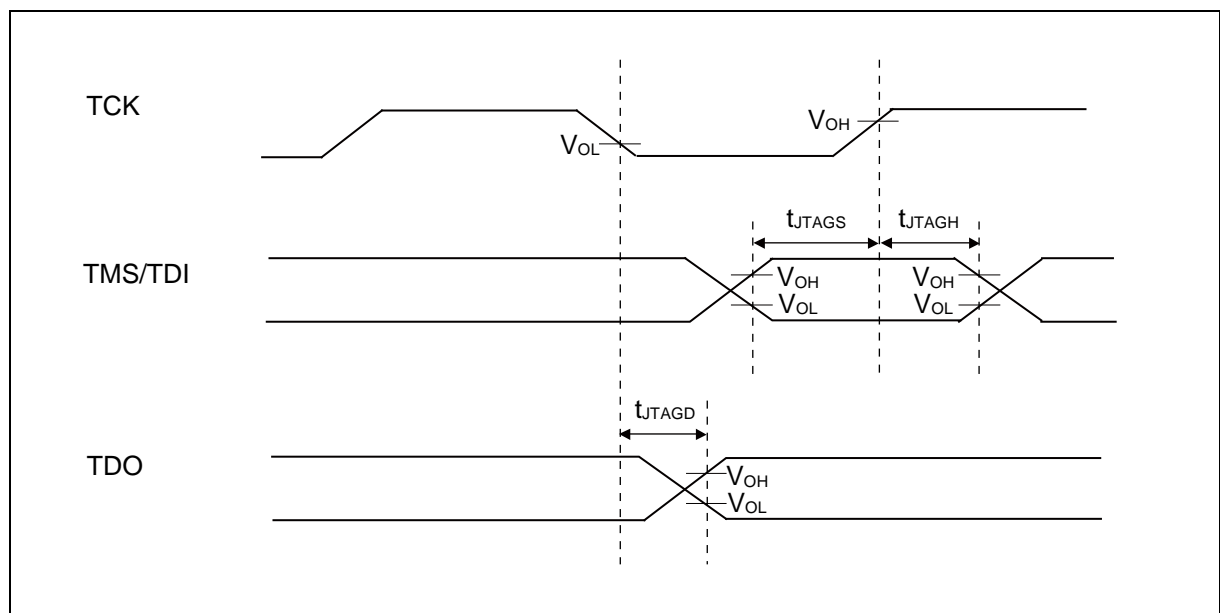 TCK
VOL
VOH
tJTAGS
tJTAGH
TMS/TDI
VOH
VOL
VOH
VOL
tJTAGD
TDO
VOH
VOL